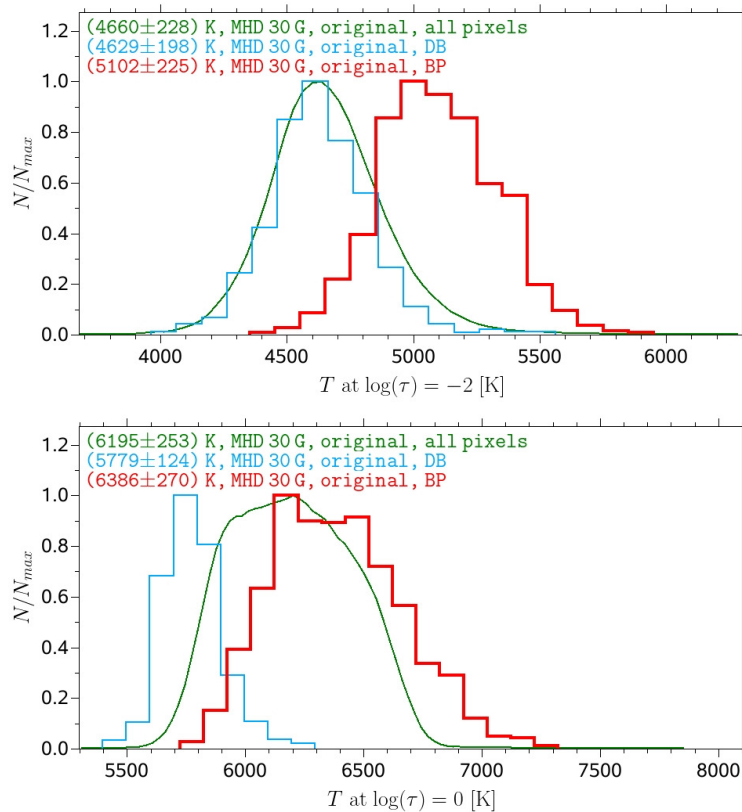 (4660±228) K, MHD 30 G, original, all pixels
(4629±198) K, MHD 30 G, original, DB
(5102±225) K, MHD 30 G, original, BP
1.2
1.0
0.8
0.6
0.4
0.2
0.0
N/N_max
4000 4500 5000 5500 6000
T at log(τ) = −2 [K]
(6195±253) K, MHD 30 G, original, all pixels
(5779±124) K, MHD 30 G, original, DB
(6386±270) K, MHD 30 G, original, BP
1.2
1.0
0.8
0.6
0.4
0.2
0.0
N/N_max
5500 6000 6500 7000 7500 8000
T at log(τ) = 0 [K]